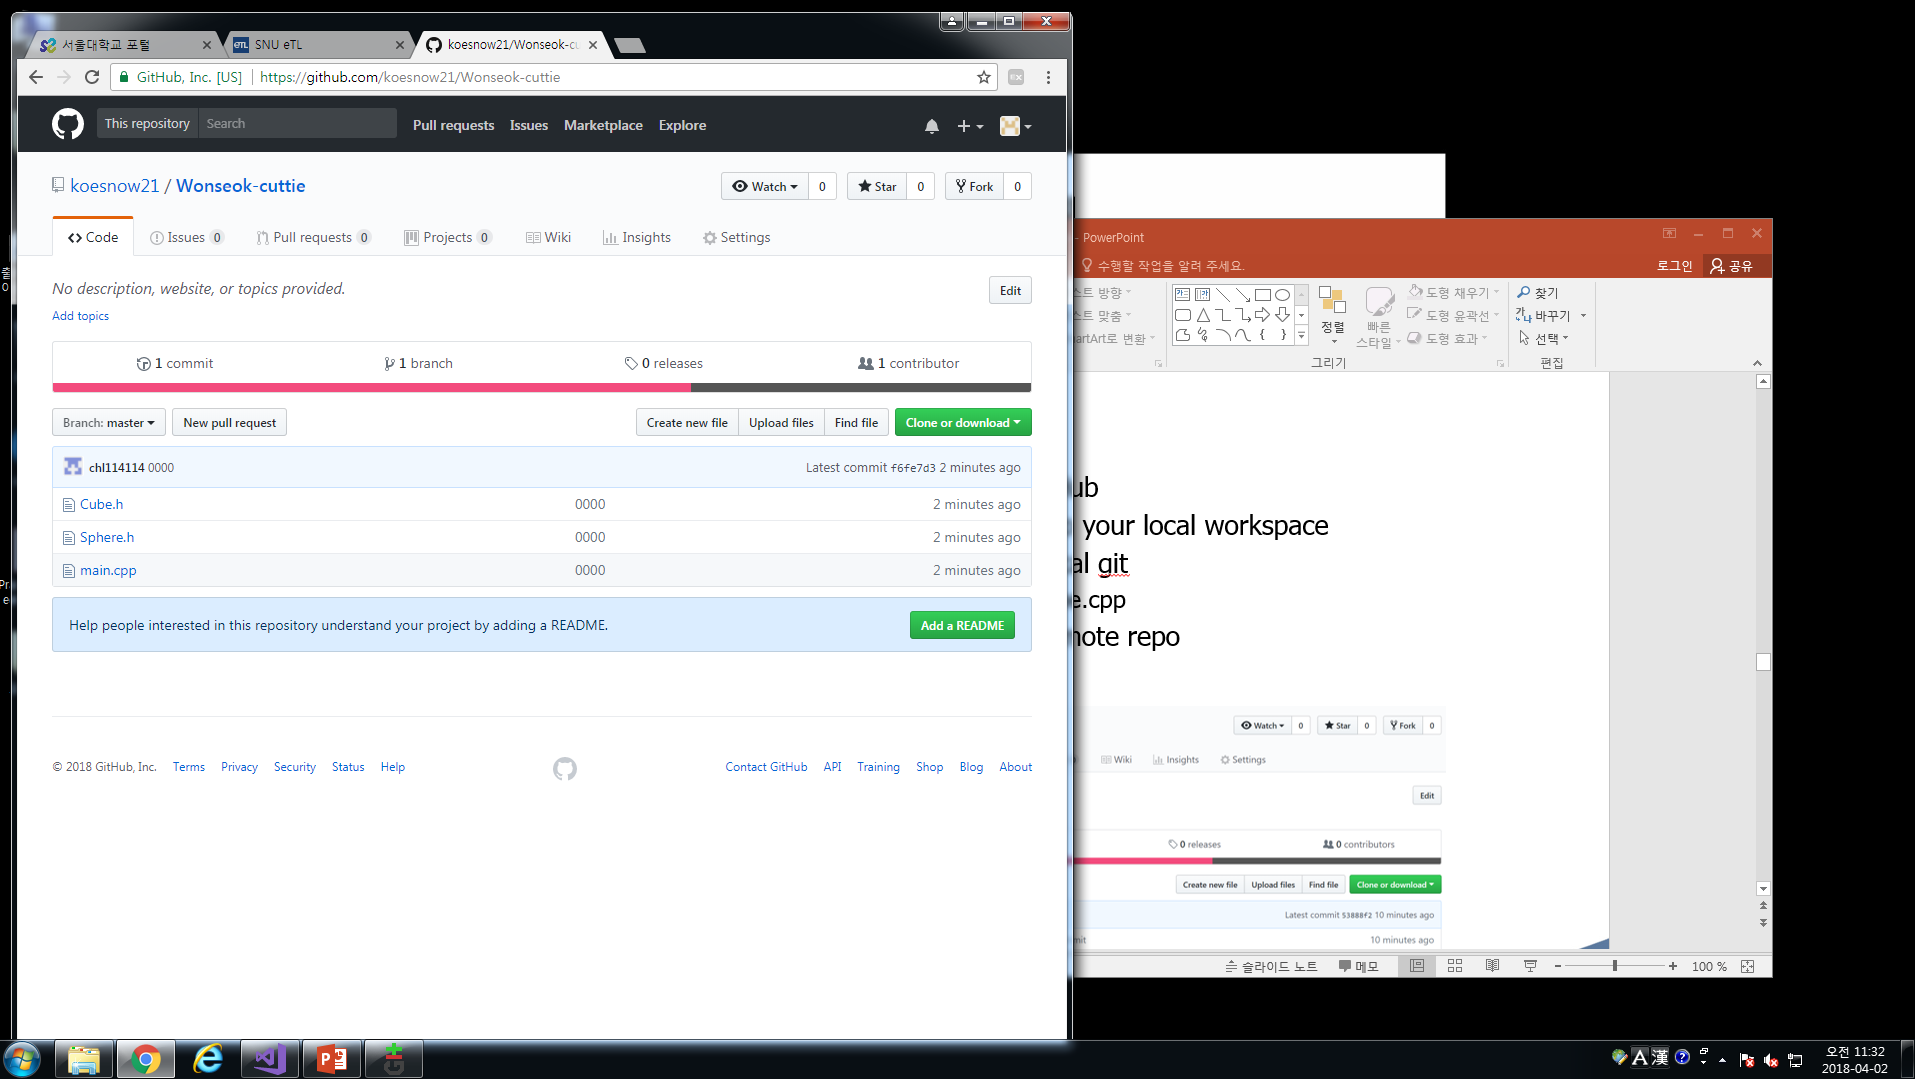 서울대학교 포털
SNU eTL
koesnow21/Wonseok-cu
GitHub, Inc. [US]
https://github.com/koesnow21/Wonseok-cuttie
This repository
Search
Pull requests
Issues
Marketplace
Explore
koesnow21 / Wonseok-cuttie
Watch 0
Star 0
Fork 0
Code
Issues 0
Pull requests 0
Projects 0
Wiki
Insights
Settings
No description, website, or topics provided.
Edit
Add topics
1 commit
1 branch
0 releases
1 contributor
Branch: master
New pull request
Create new file
Upload files
Find file
Clone or download
chl114114 0000
Latest commit f6fe7d3 2 minutes ago
Cube.h 0000 2 minutes ago
Sphere.h 0000 2 minutes ago
main.cpp 0000 2 minutes ago
Help people interested in this repository understand your project by adding a README.
Add a README
© 2018 GitHub, Inc.
Terms
Privacy
Security
Status
Help
Contact GitHub
API
Training
Shop
Blog
About
- PowerPoint
수행할 작업을 알려 주세요.
로그인
공유
스트 방향
스트 맞춤
artArt로 변환
정렬
빠른
스타일
도형 채우기
도형 윤곽선
도형 효과
그리기
찾기
바꾸기
선택
편집
ub
your local workspace
al git
e.cpp
mote repo
Watch 0
Star 0
Fork 0
Wiki
Insights
Settings
Edit
0 releases
0 contributors
Create new file
Upload files
Find file
Clone or download
Latest commit 53888f2 10 minutes ago
mit
10 minutes ago
슬라이드 노트
메모
100 %
A 漢
오전 11:32
2018-04-02